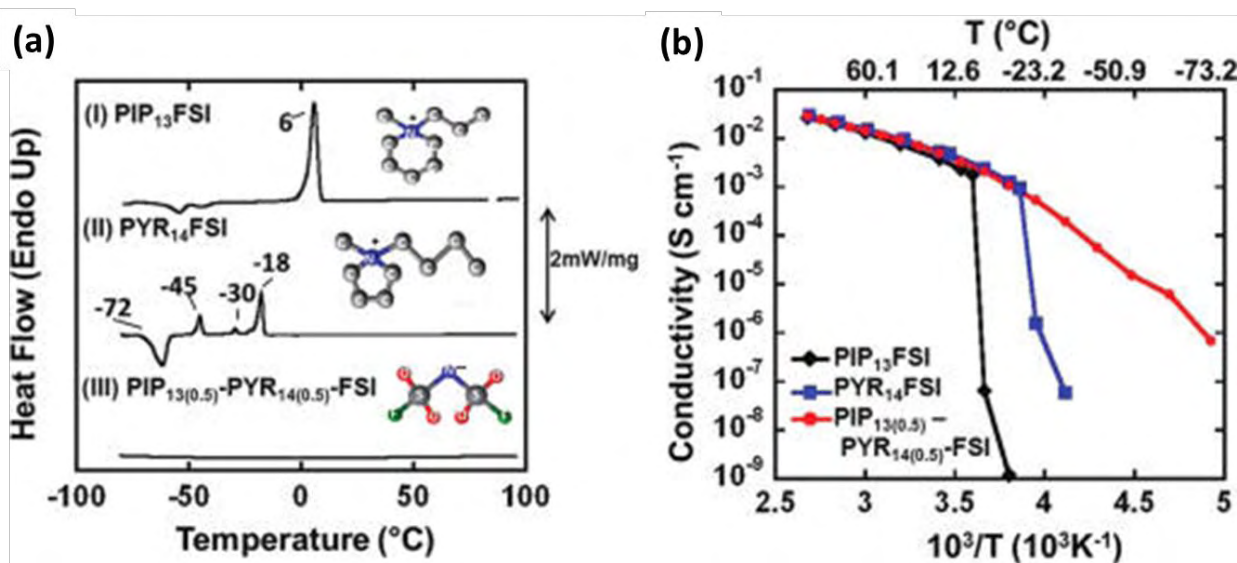 (a)
(I) PIP13FSI
6
(II) PYR14FSI
-72
-45
-30
-18
2mW/mg
(III) PIP13(0.5)-PYR14(0.5)-FSI
Heat Flow (Endo Up)
-100
-50
0
50
100
Temperature (°C)
(b)
T (°C)
60.1
12.6
-23.2
-50.9
-73.2
10-1
10-2
10-3
10-4
10-5
10-6
10-7
10-8
10-9
Conductivity (S cm-1)
PIP13FSI
PYR14FSI
PIP13(0.5) –
PYR14(0.5)-FSI
2.5
3
3.5
4
4.5
5
103/T (103K-1)